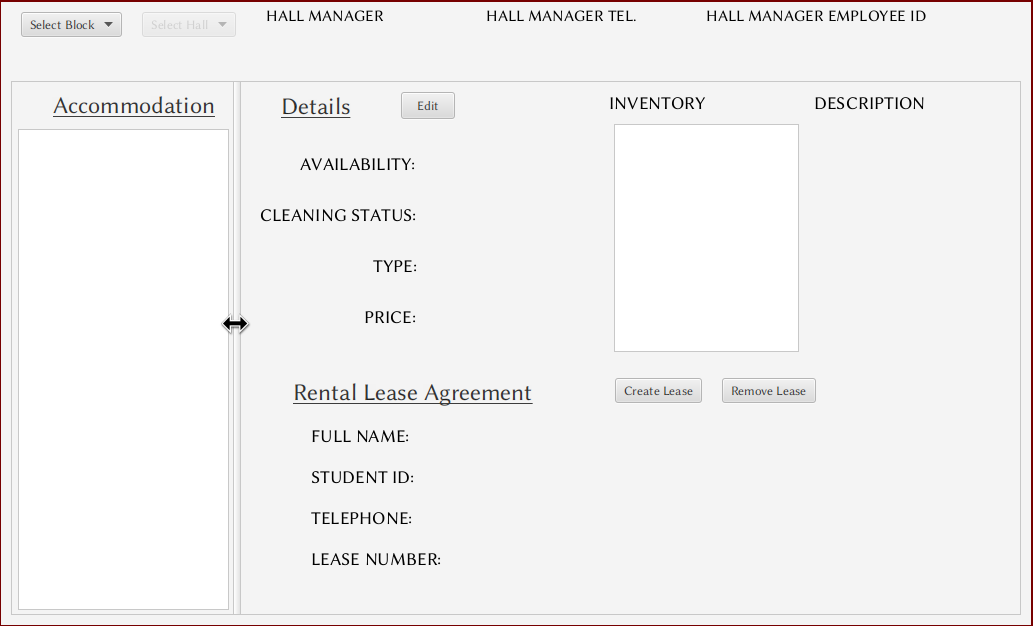 Select Block
Select Hall
HALL MANAGER
HALL MANAGER TEL.
HALL MANAGER EMPLOYEE ID
Accommodation
Details
Edit
INVENTORY
DESCRIPTION
AVAILABILITY:
CLEANING STATUS:
TYPE:
PRICE:
Rental Lease Agreement
Create Lease
Remove Lease
FULL NAME:
STUDENT ID:
TELEPHONE:
LEASE NUMBER: